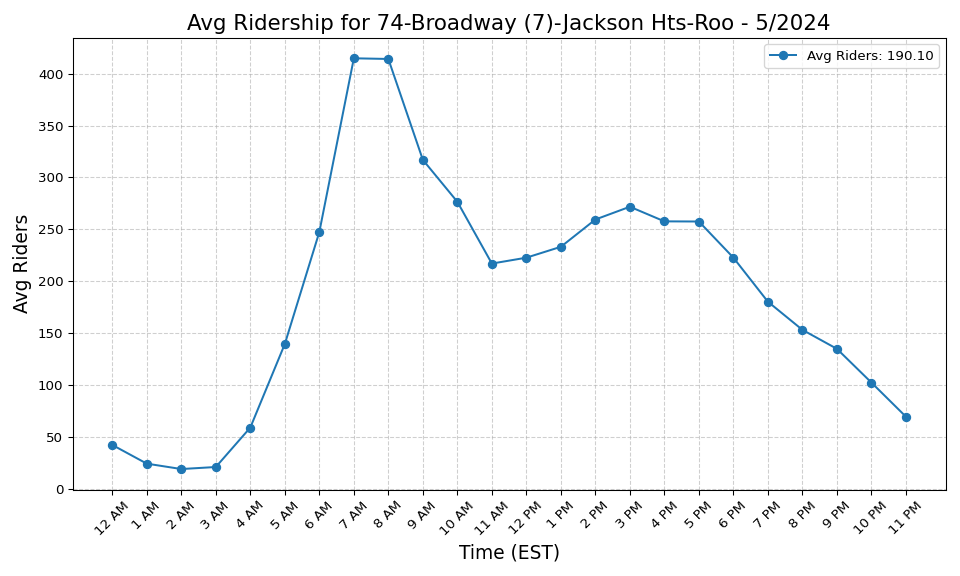 Avg Ridership for 74-Broadway (7)-Jackson Hts-Roo - 5/2024
Avg Riders: 190.10
400
350
300
250
200
150
100
50
0
Avg Riders
12 AM 1 AM 2 AM 3 AM 4 AM 5 AM 6 AM 7 AM 8 AM 9 AM 10 AM 11 AM 12 PM 1 PM 2 PM 3 PM 4 PM 5 PM 6 PM 7 PM 8 PM 9 PM 10 PM 11 PM
Time (EST)